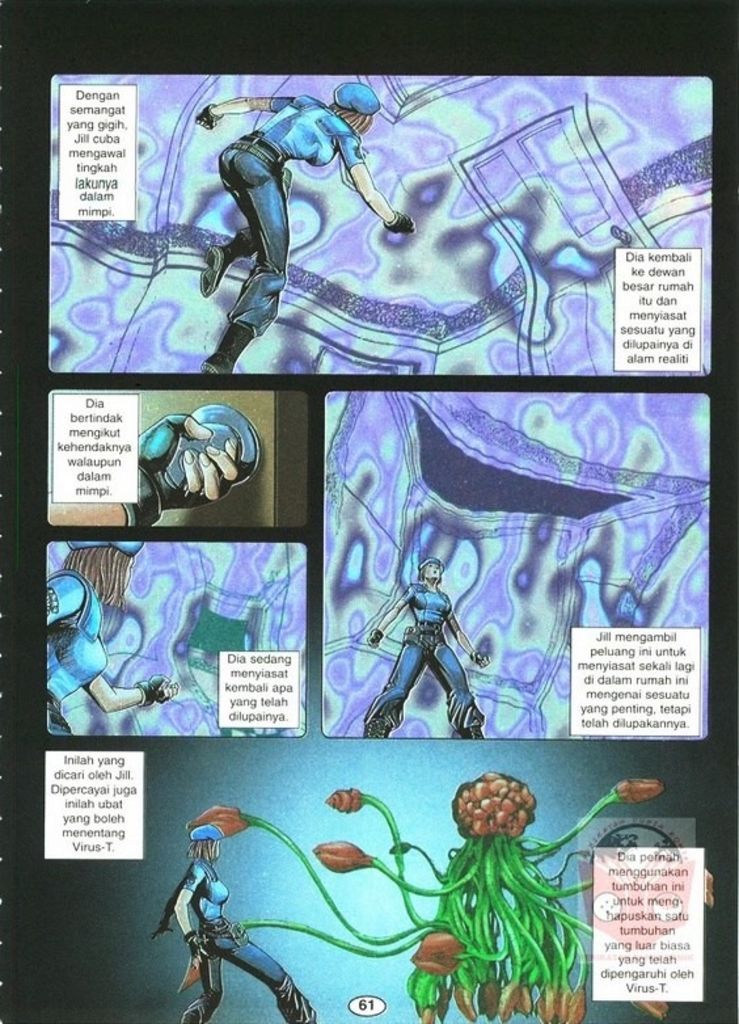 Dengan
semangat
yang gigih,
Jill cuba
mengawal
tingkah
lakunya
dalam
mimpi.
Dia kembali
ke dewan
besar rumah
itu dan
menyiasat
sesuatu yang
dilupainya di
alam realiti
Dia
bertindak
mengikut
kehendaknya
walaupun
dalam
mimpi.
Dia sedang
menyiasat
kembali apa
yang telah
dilupainya.
Jill mengambil
peluang ini untuk
menyiasat sekali lagi
di dalam rumah ini
mengenai sesuatu
yang penting, tetapi
telah dilupakannya.
Inilah yang
dicari oleh Jill.
Dipercayai juga
inilah ubat
yang boleh
menentang
Virus-T.
Dia pernah
menggunakan
tumbuhan ini
untuk meng-
hapuskan satu
tumbuhan
yang luar biasa
yang telah
dipengaruhi oleh
Virus-T.
61